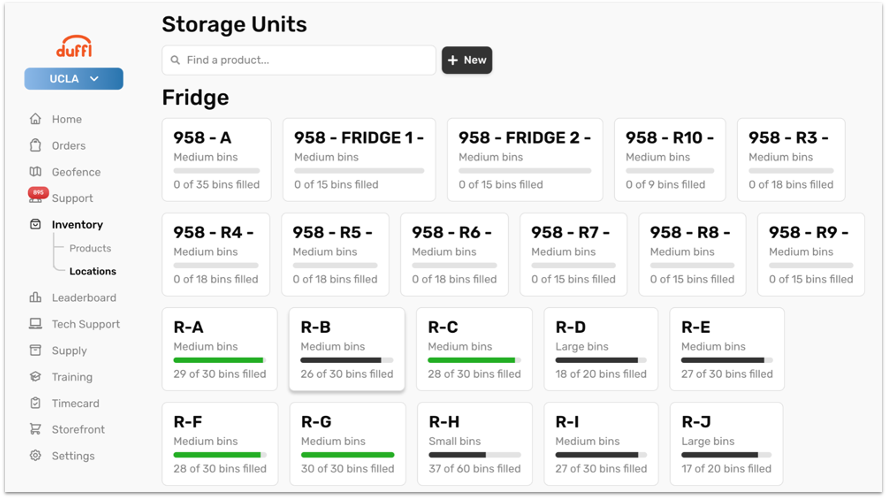 duffl
UCLA
Home
Orders
Geofence
895
Support
Inventory
Products
Locations
Leaderboard
Tech Support
Supply
Training
Timecard
Storefront
Settings
Storage Units
Find a product...
+ New
Fridge
958 - A
Medium bins
0 of 35 bins filled
958 - FRIDGE 1 -
Medium bins
0 of 15 bins filled
958 - FRIDGE 2 -
Medium bins
0 of 15 bins filled
958 - R10 -
Medium bins
0 of 9 bins filled
958 - R3 -
Medium bins
0 of 18 bins filled
958 - R4 -
Medium bins
0 of 18 bins filled
958 - R5 -
Medium bins
0 of 18 bins filled
958 - R6 -
Medium bins
0 of 18 bins filled
958 - R7 -
Medium bins
0 of 15 bins filled
958 - R8 -
Medium bins
0 of 15 bins filled
958 - R9 -
Medium bins
0 of 15 bins filled
R-A
Medium bins
29 of 30 bins filled
R-B
Medium bins
26 of 30 bins filled
R-C
Medium bins
28 of 30 bins filled
R-D
Large bins
18 of 20 bins filled
R-E
Medium bins
27 of 30 bins filled
R-F
Medium bins
28 of 30 bins filled
R-G
Medium bins
30 of 30 bins filled
R-H
Small bins
37 of 60 bins filled
R-I
Medium bins
27 of 30 bins filled
R-J
Large bins
17 of 20 bins filled